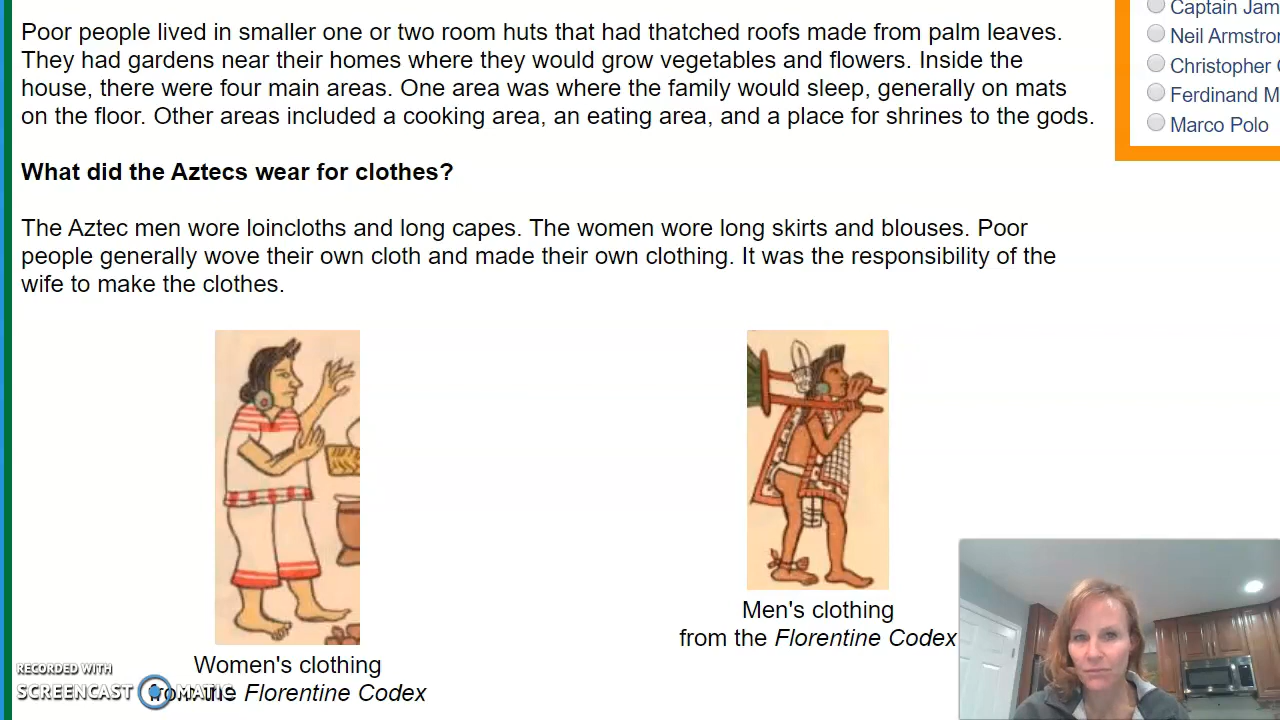 Poor people lived in smaller one or two room huts that had thatched roofs made from palm leaves.
They had gardens near their homes where they would grow vegetables and flowers. Inside the
house, there were four main areas. One area was where the family would sleep, generally on mats
on the floor. Other areas included a cooking area, an eating area, and a place for shrines to the gods.
What did the Aztecs wear for clothes?
The Aztec men wore loincloths and long capes. The women wore long skirts and blouses. Poor
people generally wove their own cloth and made their own clothing. It was the responsibility of the
wife to make the clothes.
Women's clothing
from the Florentine Codex
Men's clothing
from the Florentine Codex
Captain Jam
Neil Armstro
Christopher
Ferdinand M
Marco Polo
RECORDED WITH
SCREENCAST MATIC